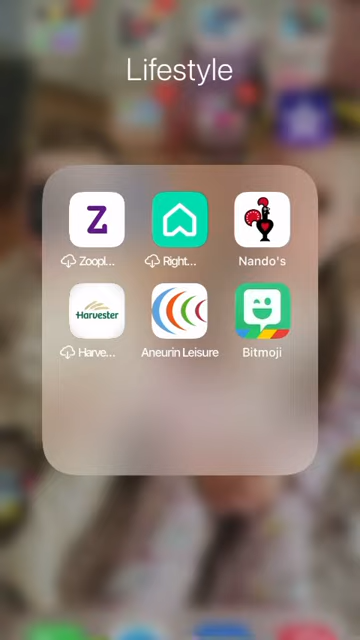 Lifestyle
Z
Zoopl...
Right...
Nando's
Harvester
Harve...
Aneurin Leisure
Bitmoji